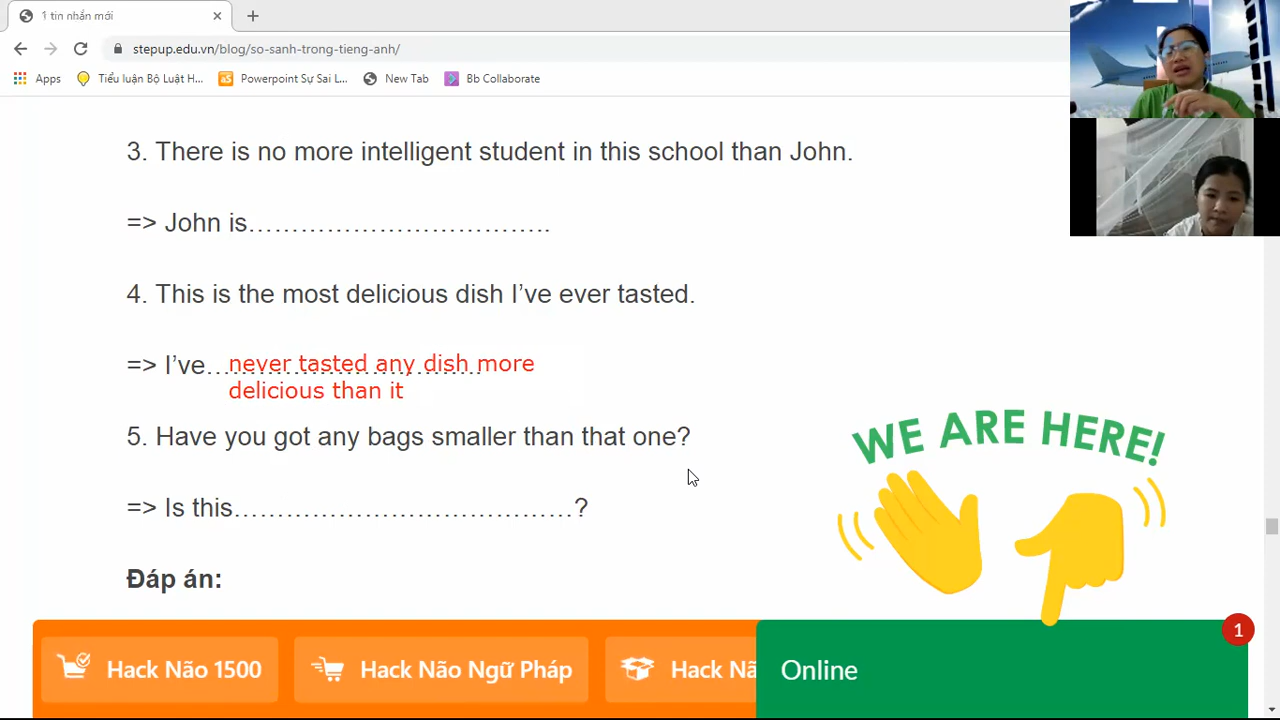 1 tin nhắn mới
stepup.edu.vn/blog/so-sanh-trong-tieng-anh/
Apps Tiểu luận Bộ Luật H... Powerpoint Sự Sai L... New Tab Bb Collaborate
3. There is no more intelligent student in this school than John.
=> John is……………………………….
4. This is the most delicious dish I’ve ever tasted.
=> I’ve…………………………….
never tasted any dish more
delicious than it
5. Have you got any bags smaller than that one?
=> Is this…………………………………?
Đáp án:
WE ARE HERE!
Hack Não 1500 Hack Não Ngữ Pháp Hack Nã
Online
1